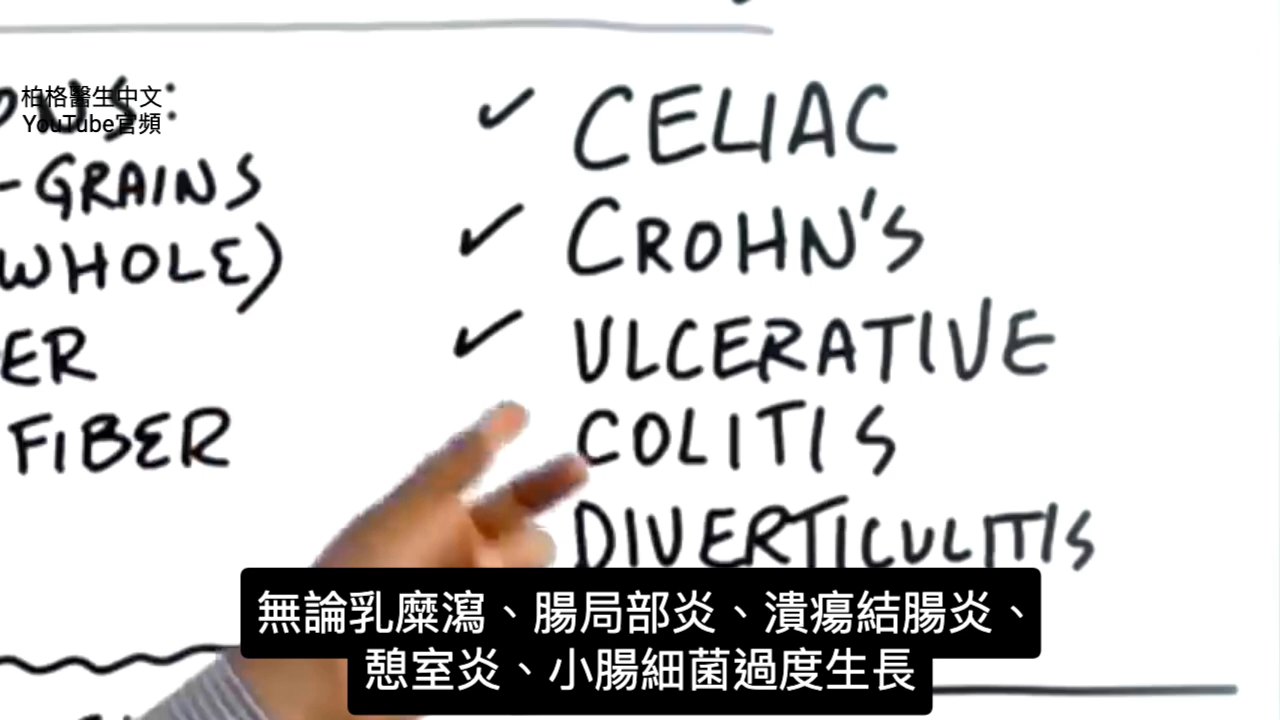 柏格醫生中文
YouTube官頻
- GRAINS
WHOLE)
FIBER
✓ CELIAC
✓ CROHN'S
✓ ULCERATIVE
COLITIS
DIVERTICULITIS
無論乳糜瀉、腸局部炎、潰瘍結腸炎、
憩室炎、小腸細菌過度生長